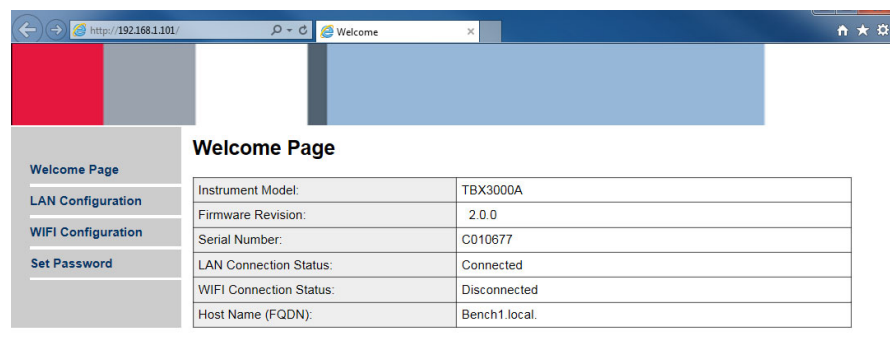 http://192.168.1.101/
Welcome
Welcome Page
Welcome Page
LAN Configuration
WIFI Configuration
Set Password
Instrument Model: TBX3000A
Firmware Revision: 2.0.0
Serial Number: C010677
LAN Connection Status: Connected
WIFI Connection Status: Disconnected
Host Name (FQDN): Bench1.local.